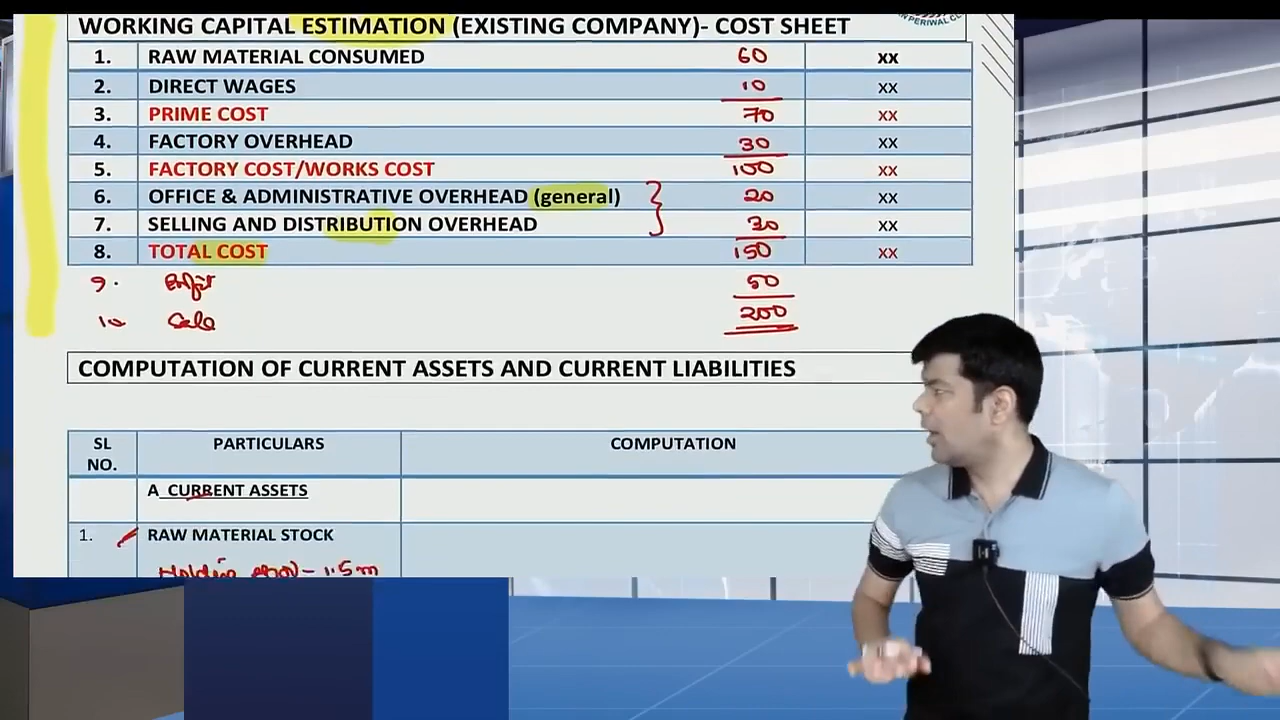 WORKING CAPITAL ESTIMATION (EXISTING COMPANY)- COST SHEET
1. RAW MATERIAL CONSUMED 60 xx
2. DIRECT WAGES 10 xx
3. PRIME COST 70 xx
4. FACTORY OVERHEAD 30 xx
5. FACTORY COST/WORKS COST 100 xx
6. OFFICE & ADMINISTRATIVE OVERHEAD (general) 20 xx
7. SELLING AND DISTRIBUTION OVERHEAD 30 xx
8. TOTAL COST 150 xx
9. Profit 50
10 Sale 200
COMPUTATION OF CURRENT ASSETS AND CURRENT LIABILITIES
SL NO. PARTICULARS COMPUTATION
A CURRENT ASSETS
1. RAW MATERIAL STOCK
Holding - 1.5 m